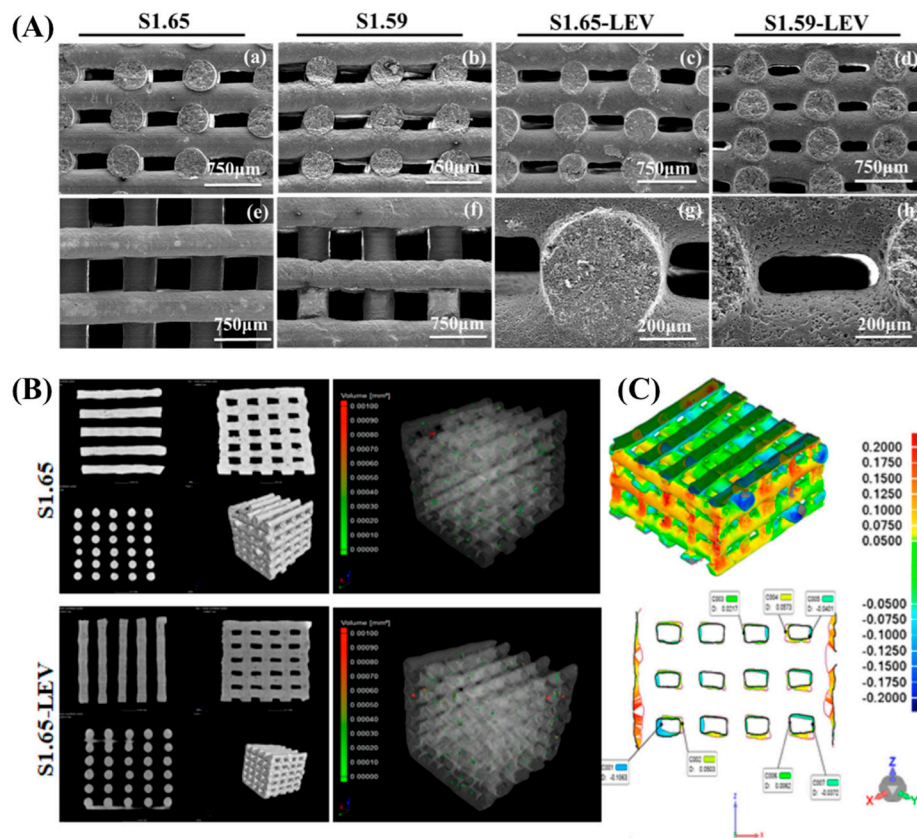 (A)
S1.65
S1.59
S1.65-LEV
S1.59-LEV
(a)
(b)
(c)
(d)
750μm
750μm
750μm
750μm
(e)
(f)
(g)
(h)
750μm
750μm
200μm
200μm
(B)
S1.65
Volume [mm³]
0.00100
0.00090
0.00080
0.00070
0.00060
0.00050
0.00040
0.00030
0.00020
0.00010
0.00000
S1.65-LEV
Volume [mm³]
0.00100
0.00090
0.00080
0.00070
0.00060
0.00050
0.00040
0.00030
0.00020
0.00010
0.00000
(C)
0.2000
0.1750
0.1500
0.1250
0.1000
0.0750
0.0500
-0.0500
-0.0750
-0.1000
-0.1250
-0.1500
-0.1750
-0.2000
C003
D: 0.0217
C004
D: 0.0573
C005
D: -0.0401
C001
D: -0.1063
C002
D: 0.0503
C006
D: 0.0062
C007
D: -0.0372
Z
X
Z
X
Y